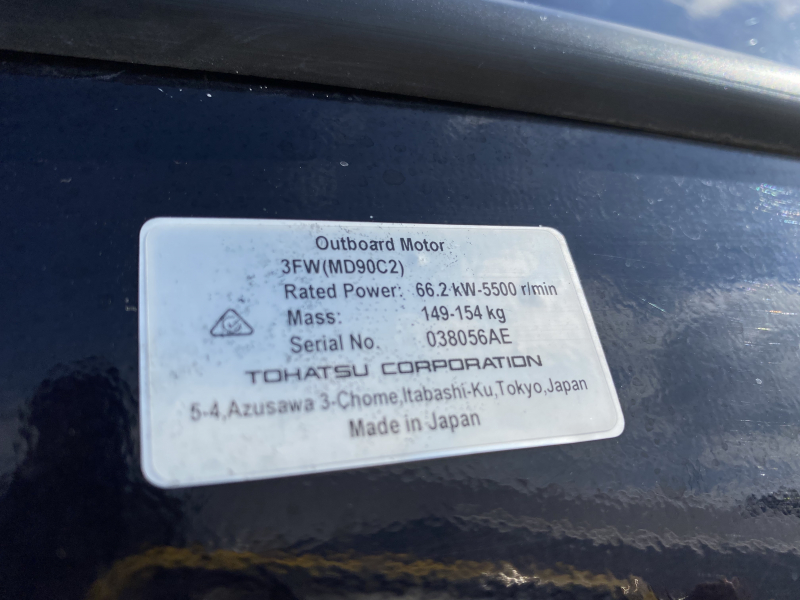 Outboard Motor
3FW(MD90C2)
Rated Power: 66.2 kW-5500 r/min
Mass: 149-154 kg
Serial No. 038056AE
TOHATSU CORPORATION
5-4,Azusawa 3-Chome,Itabashi-Ku,Tokyo,Japan
Made in Japan